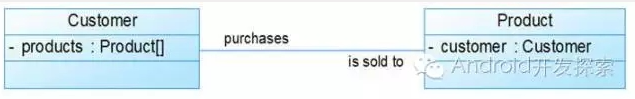 Customer
- products : Product[]
purchases
is sold to
Product
- customer : Customer
Android开发探索